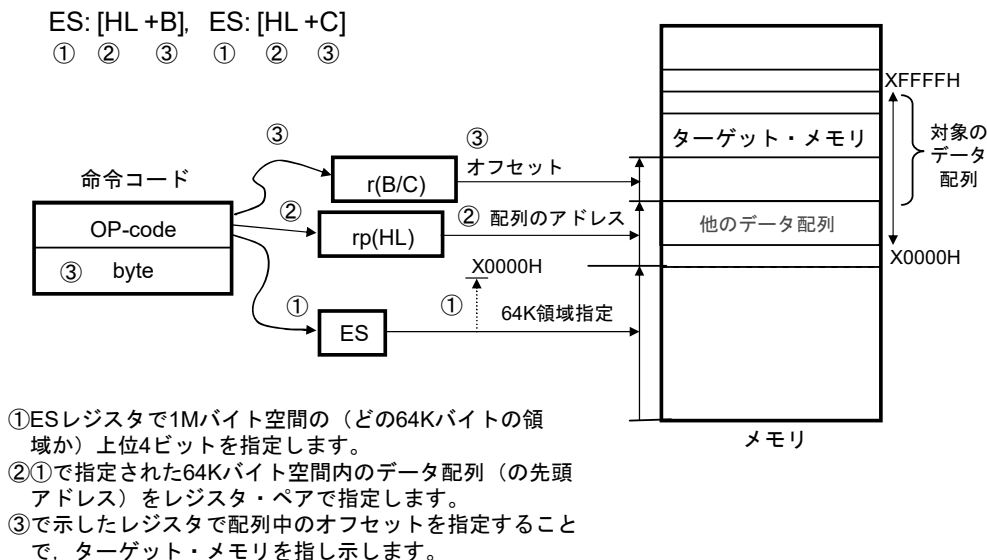 ES: [HL +B],  ES: [HL +C]
① ② ③ ① ② ③
XFFFFH
ターゲット・メモリ
対象の
データ
配列
③
③
オフセット
r(B/C)
命令コード
OP-code
②
② 配列のアドレス
rp(HL)
他のデータ配列
③ byte
X0000H
X0000H
①
①
64K領域指定
ES
メモリ
①ESレジスタで1Mバイト空間の（どの64Kバイトの領
域か）上位4ビットを指定します。
②①で指定された64Kバイト空間内のデータ配列（の先頭
アドレス）をレジスタ・ペアで指定します。
③で示したレジスタで配列中のオフセットを指定すること
で，ターゲット・メモリを指し示します。